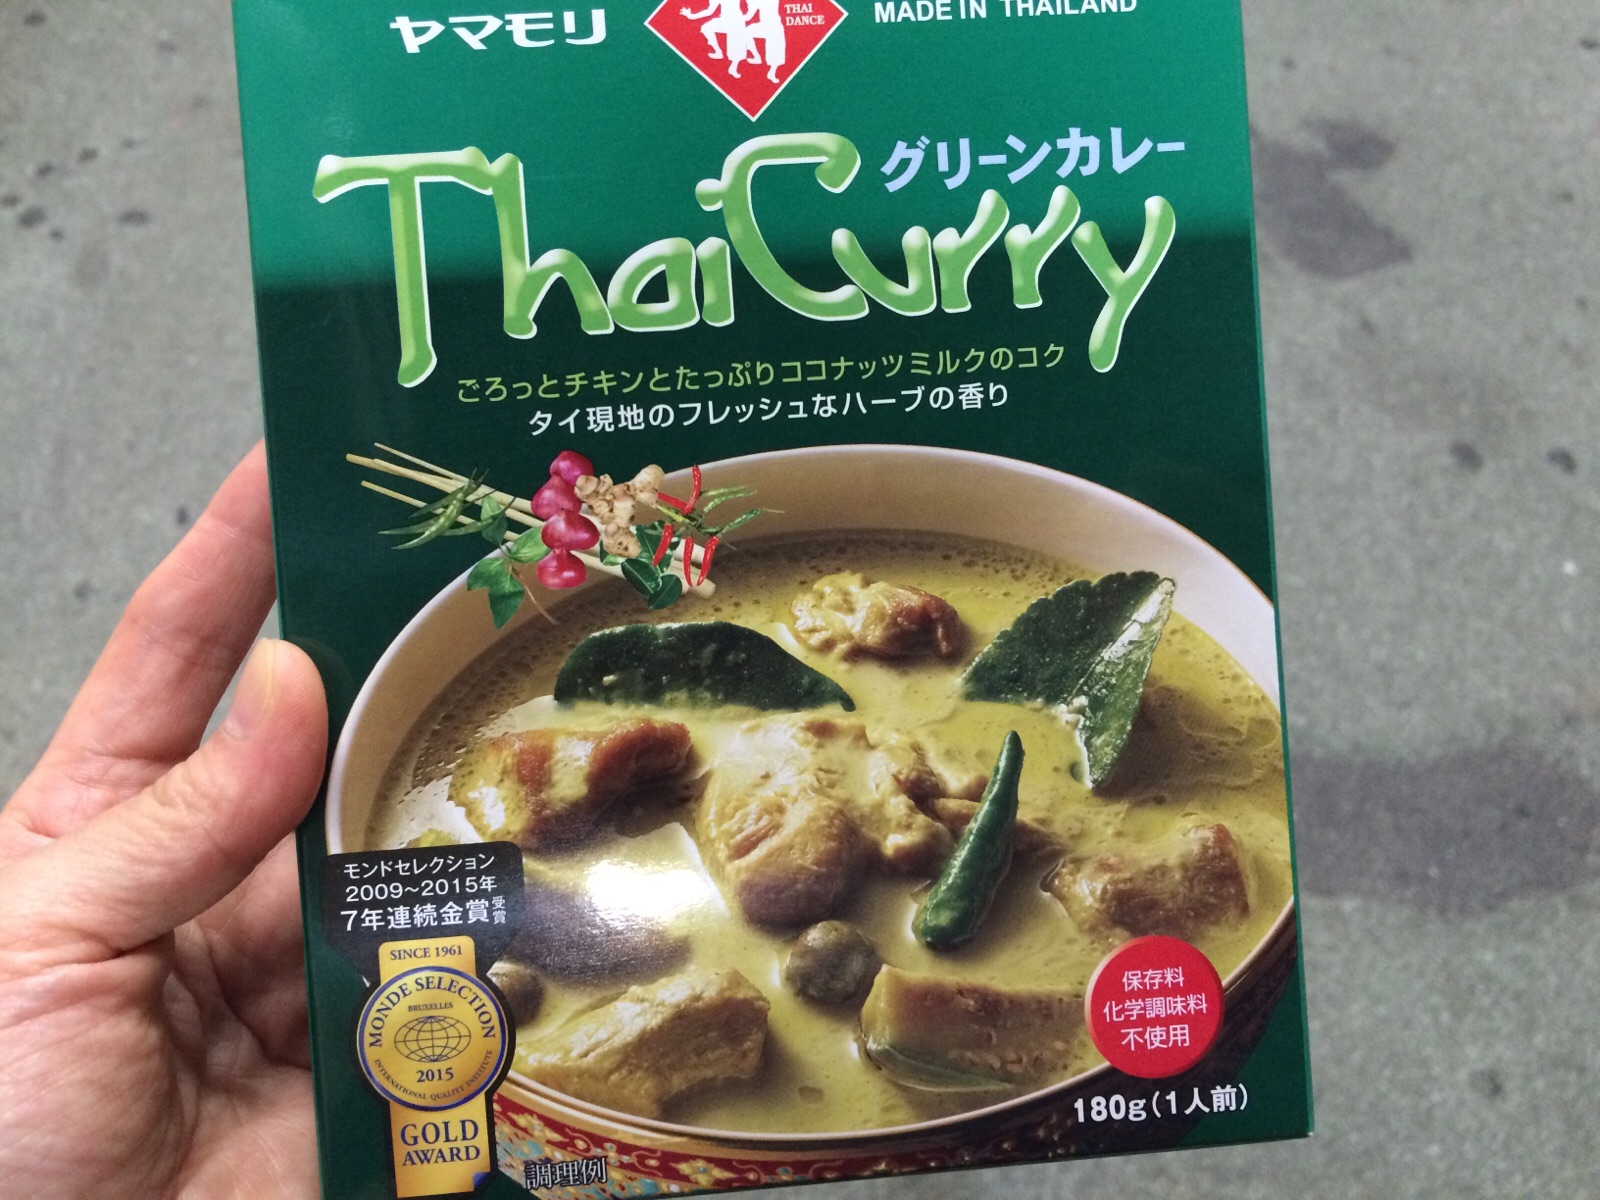 ヤマモリ
THAI
DANCE
MADE IN THAILAND
グリーンカレー
Thai Curry
ごろっとチキンとたっぷりココナッツミルクのコク
タイ現地のフレッシュなハーブの香り
モンドセレクション
2009~2015年
7年連続金賞受賞
SINCE 1961
MONDE SELECTION
BRUXELLES
INTERNATIONAL QUALITY INSTITUTE
2015
GOLD
AWARD
保存料
化学調味料
不使用
180g(1人前)
調理例